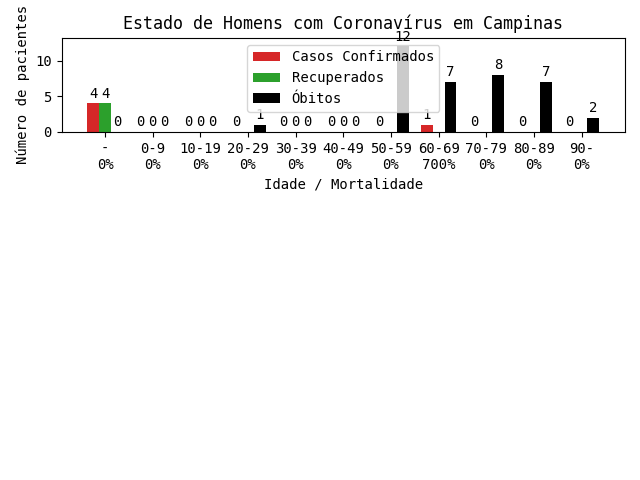 Estado de Homens com Coronavírus em Campinas
Número de pacientes
10
5
0
Casos Confirmados
Recuperados
Óbitos
4 4 0 0 0 0 0 0 0 0 1 0 0 0 0 0 0 0 12 1 7 0 8 0 7 0 2
- 0-9 10-19 20-29 30-39 40-49 50-59 60-69 70-79 80-89 90-
0% 0% 0% 0% 0% 0% 0% 700% 0% 0% 0%
Idade / Mortalidade